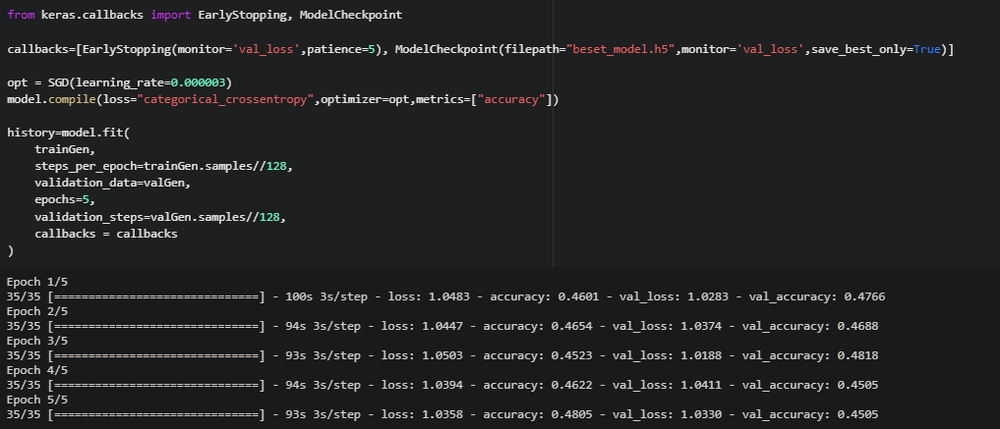 from keras.callbacks import EarlyStopping, ModelCheckpoint
callbacks=[EarlyStopping(monitor='val_loss',patience=5), ModelCheckpoint(filepath="beset_model.h5",monitor='val_loss',save_best_only=True)]
opt = SGD(learning_rate=0.000003)
model.compile(loss="categorical_crossentropy",optimizer=opt,metrics=["accuracy"])
history=model.fit(
    trainGen,
    steps_per_epoch=trainGen.samples//128,
    validation_data=valGen,
    epochs=5,
    validation_steps=valGen.samples//128,
    callbacks = callbacks
)
Epoch 1/5
35/35 [==============================] - 100s 3s/step - loss: 1.0483 - accuracy: 0.4601 - val_loss: 1.0283 - val_accuracy: 0.4766
Epoch 2/5
35/35 [==============================] - 94s 3s/step - loss: 1.0447 - accuracy: 0.4654 - val_loss: 1.0374 - val_accuracy: 0.4688
Epoch 3/5
35/35 [==============================] - 93s 3s/step - loss: 1.0503 - accuracy: 0.4523 - val_loss: 1.0188 - val_accuracy: 0.4818
Epoch 4/5
35/35 [==============================] - 94s 3s/step - loss: 1.0394 - accuracy: 0.4622 - val_loss: 1.0411 - val_accuracy: 0.4505
Epoch 5/5
35/35 [==============================] - 93s 3s/step - loss: 1.0358 - accuracy: 0.4805 - val_loss: 1.0330 - val_accuracy: 0.4505